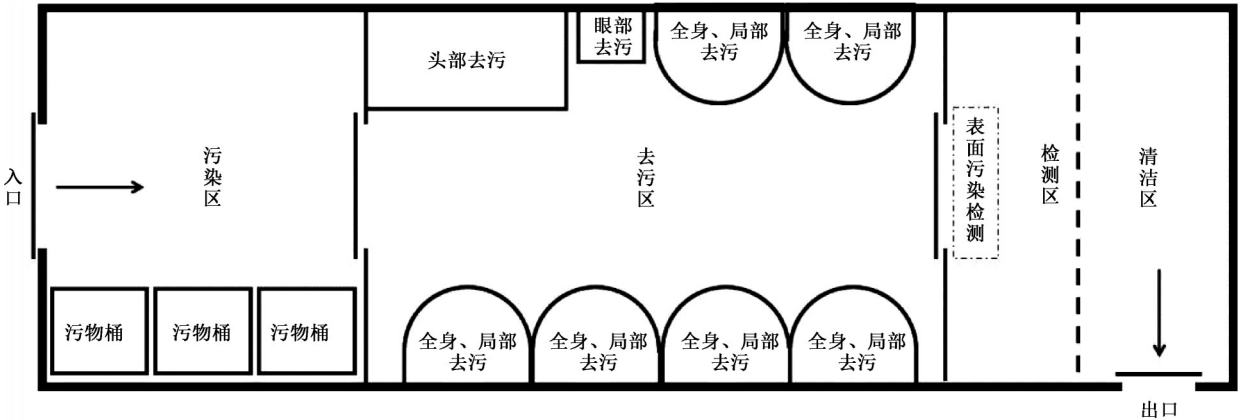 入口
污染区
污物桶
污物桶
污物桶
头部去污
眼部
去污
全身、局部
去污
全身、局部
去污
去污区
全身、局部
去污
全身、局部
去污
全身、局部
去污
全身、局部
去污
表面污染检测
检测区
清洁区
出口